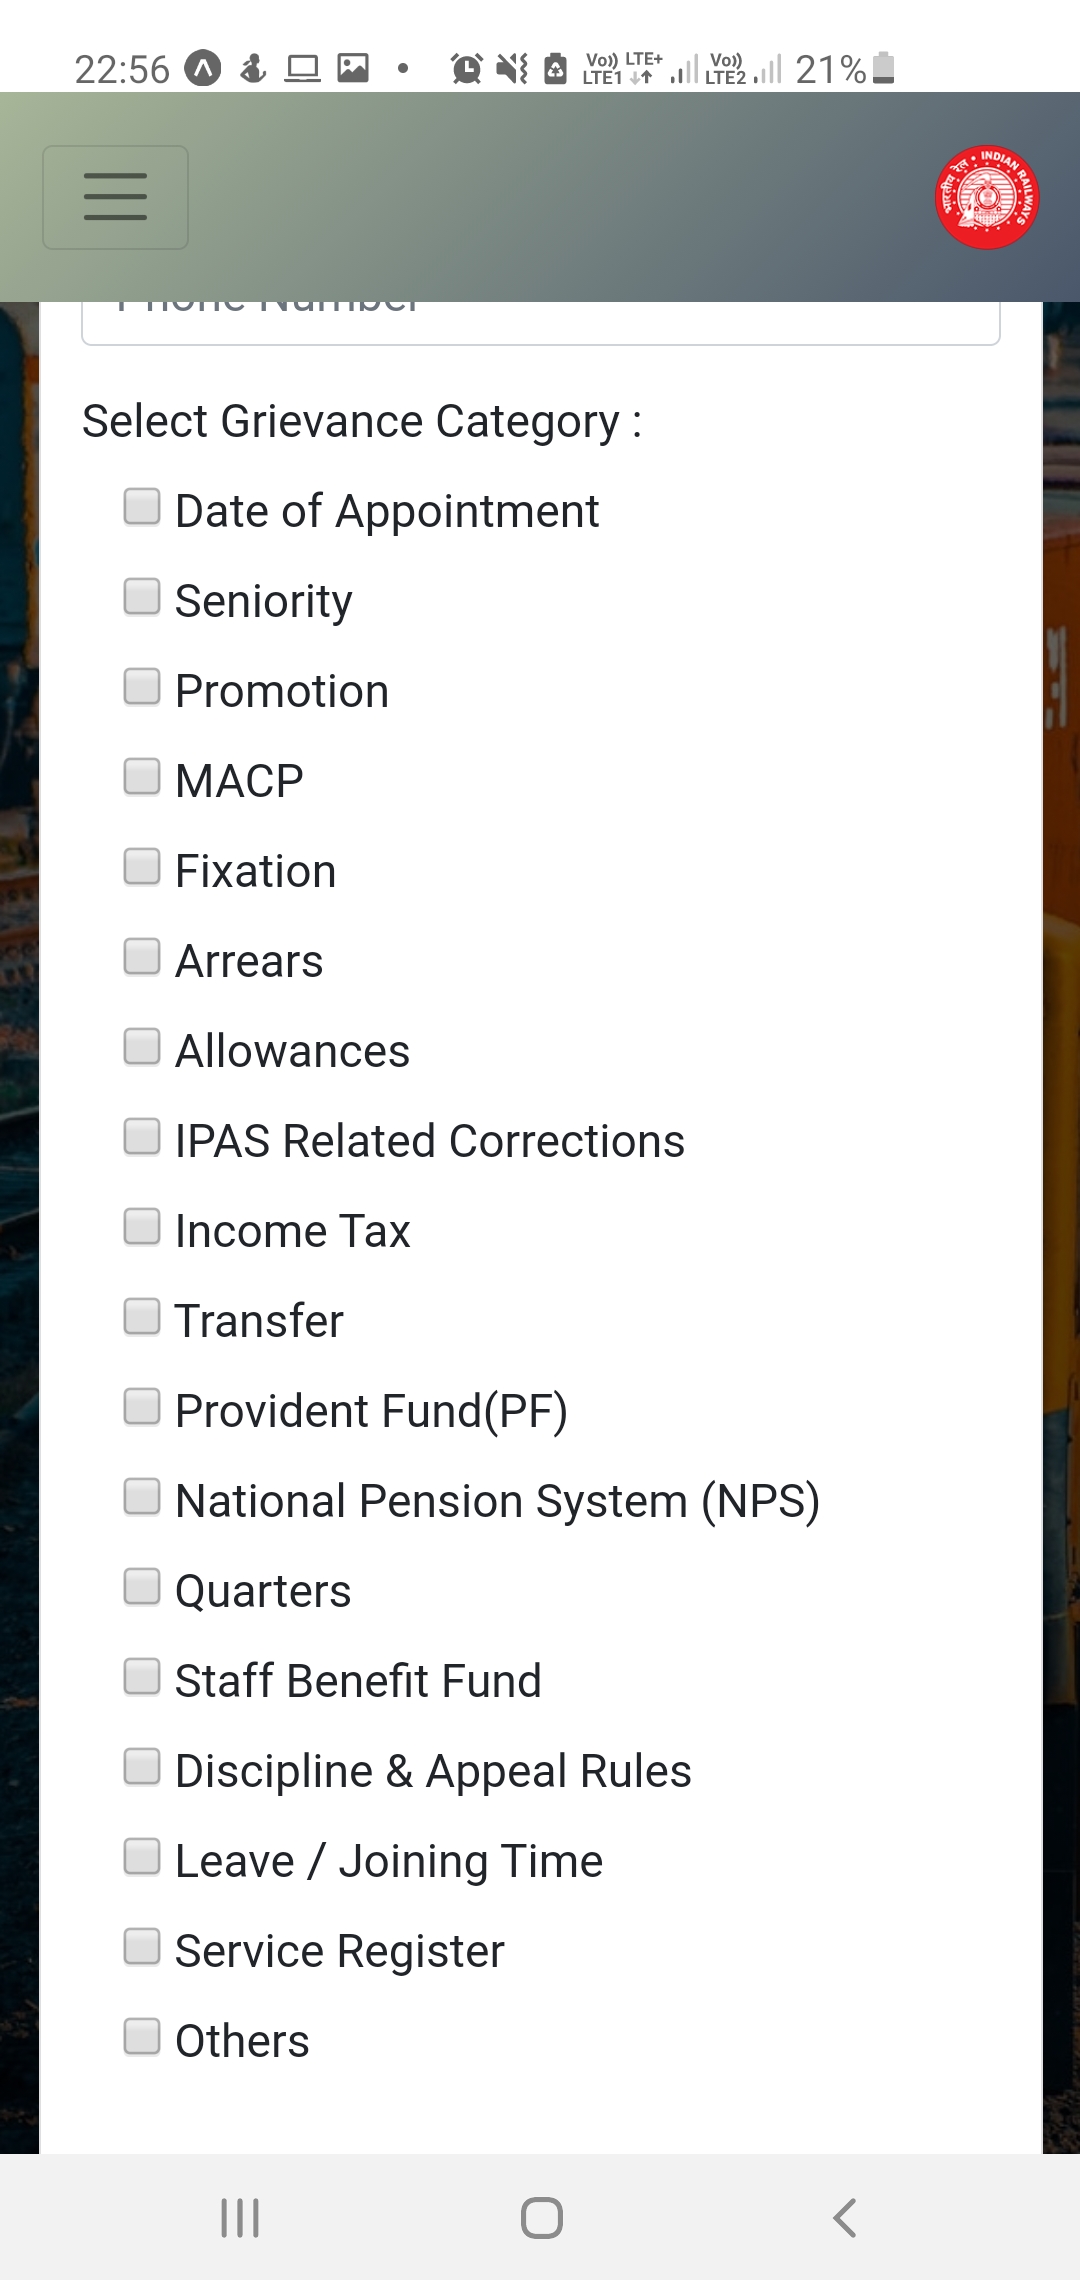 22:56
Vo)) LTE+
LTE1
Vo))
LTE2
21%
भारतीय रेल • INDIAN RAILWAYS
Phone Number
Select Grievance Category :
Date of Appointment
Seniority
Promotion
MACP
Fixation
Arrears
Allowances
IPAS Related Corrections
Income Tax
Transfer
Provident Fund(PF)
National Pension System (NPS)
Quarters
Staff Benefit Fund
Discipline & Appeal Rules
Leave / Joining Time
Service Register
Others